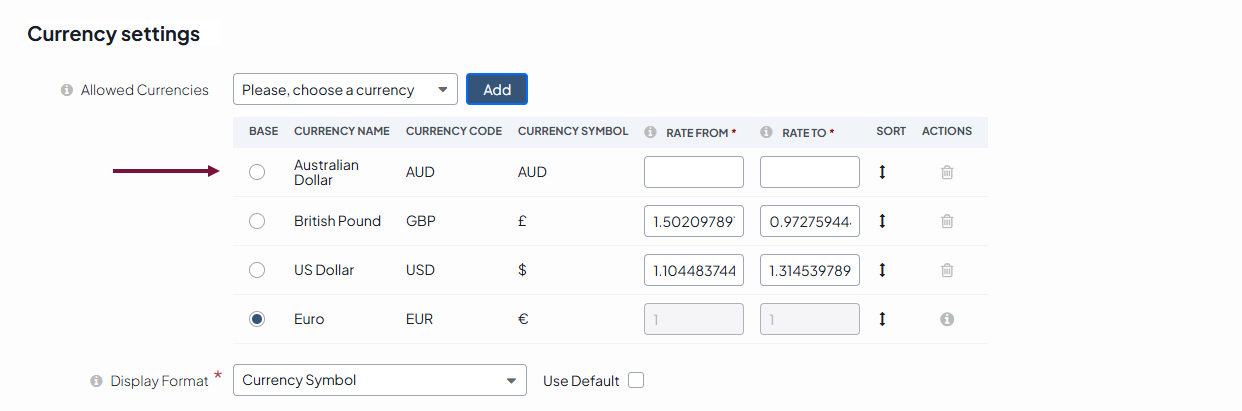 Currency settings
Allowed Currencies Please, choose a currency Add
BASE CURRENCY NAME CURRENCY CODE CURRENCY SYMBOL RATE FROM * RATE TO * SORT ACTIONS
Australian
Dollar AUD AUD
British Pound GBP £ 1.50209789 0.972759444
US Dollar USD $ 1.104483744 1.314539789
Euro EUR € 1 1
Display Format * Currency Symbol Use Default